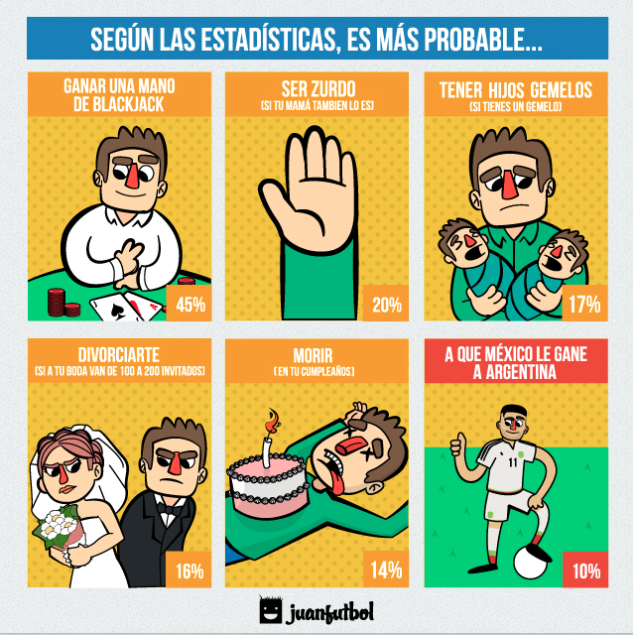 SEGÚN LAS ESTADÍSTICAS, ES MÁS PROBABLE...
GANAR UNA MANO
DE BLACKJACK
45%
SER ZURDO
(SI TU MAMÁ TAMBIEN LO ES)
20%
TENER HIJOS GEMELOS
(SI TIENES UN GEMELO)
17%
DIVORCIARTE
(SI A TU BODA VAN DE 100 A 200 INVITADOS)
16%
MORIR
(EN TU CUMPLEAÑOS)
14%
A QUE MÉXICO LE GANE
A ARGENTINA
11
10%
juanfutbol